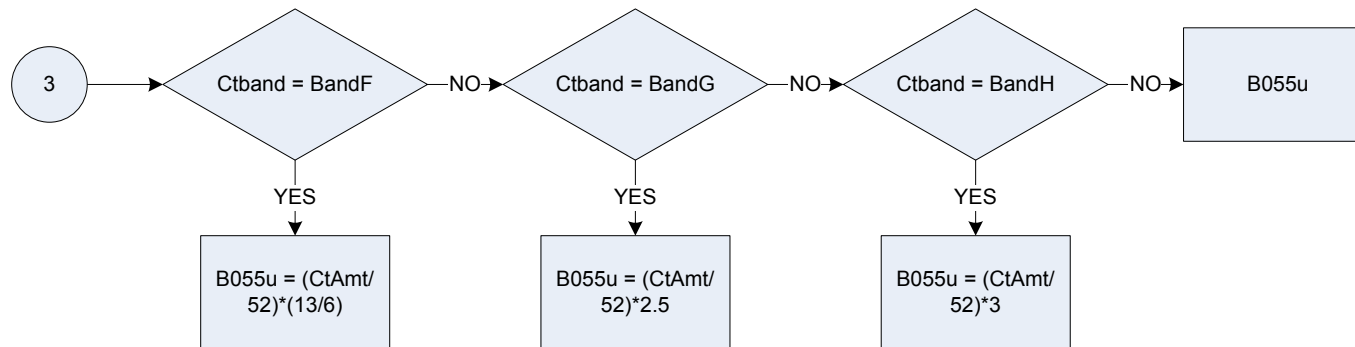 3
Ctband = BandF
NO
Ctband = BandG
NO
Ctband = BandH
NO
B055u
YES
YES
YES
B055u = (CtAmt/
52)*(13/6)
B055u = (CtAmt/
52)*2.5
B055u = (CtAmt/
52)*3